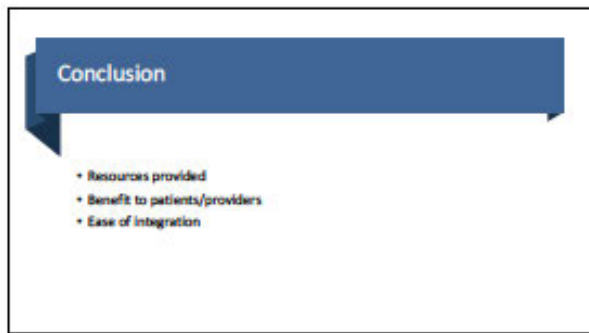 Conclusion
• Resources provided
• Benefit to patients/providers
• Ease of integration